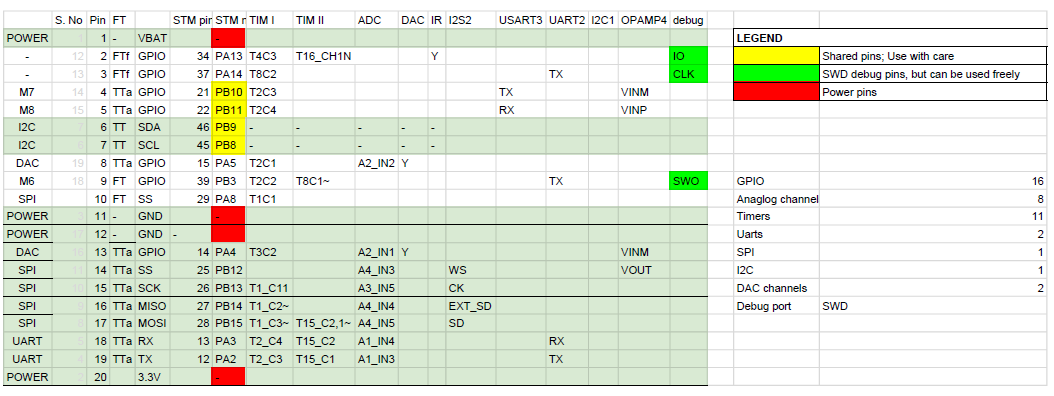 S. No Pin FT STM pin STM n TIM I TIM II ADC DAC IR I2S2 USART3 UART2 I2C1 OPAMP4 debug
POWER 1 - VBAT - LEGEND
- 12 2 FTf GPIO 34 PA13 T4C3 T16_CH1N Y IO Shared pins; Use with care
- 13 3 FTf GPIO 37 PA14 T8C2 TX CLK SWD debug pins, but can be used freely
M7 14 4 TTa GPIO 21 PB10 T2C3 TX VINM Power pins
M8 15 5 TTa GPIO 22 PB11 T2C4 RX VINP
I2C 6 TT SDA 46 PB9 - - - - -
I2C 7 TT SCL 45 PB8 - - - - -
DAC 19 8 TTa GPIO 15 PA5 T2C1 A2_IN2 Y
M6 18 9 FT GPIO 39 PB3 T2C2 T8C1~ TX SWO GPIO 16
SPI 10 FT SS 29 PA8 T1C1 Anaglog channel 8
POWER 11 - GND - Timers 11
POWER 12 - GND - Uarts 2
DAC 13 TTa GPIO 14 PA4 T3C2 A2_IN1 Y VINM SPI 1
SPI 14 TTa SS 25 PB12 A4_IN3 WS VOUT I2C 1
SPI 15 TTa SCK 26 PB13 T1_C11 A3_IN5 CK DAC channels 2
SPI 16 TTa MISO 27 PB14 T1_C2~ A4_IN4 EXT_SD Debug port SWD
SPI 17 TTa MOSI 28 PB15 T1_C3~ T15_C2,1~ A4_IN5 SD
UART 18 TTa RX 13 PA3 T2_C4 T15_C2 A1_IN4 RX
UART 19 TTa TX 12 PA2 T2_C3 T15_C1 A1_IN3 TX
POWER 20 3.3V -